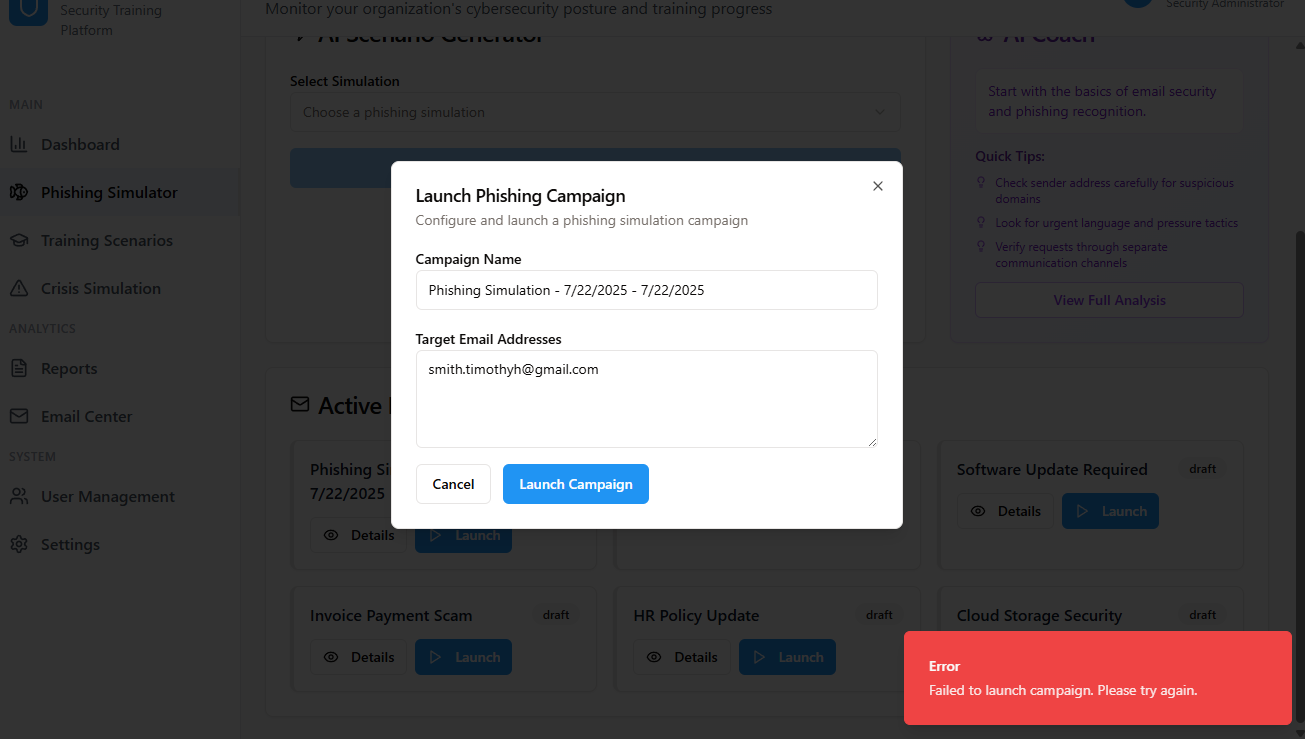 Security Training
Platform
Monitor your organization's cybersecurity posture and training progress
Security Administrator
MAIN
Dashboard
Phishing Simulator
Training Scenarios
Crisis Simulation
ANALYTICS
Reports
Email Center
SYSTEM
User Management
Settings
AI Scenario Generator
Select Simulation
Choose a phishing simulation
AI Coach
Start with the basics of email security
and phishing recognition.
Quick Tips:
Check sender address carefully for suspicious
domains
Look for urgent language and pressure tactics
Verify requests through separate
communication channels
View Full Analysis
Launch Phishing Campaign
Configure and launch a phishing simulation campaign
Campaign Name
Phishing Simulation - 7/22/2025 - 7/22/2025
Target Email Addresses
smith.timothyh@gmail.com
Cancel
Launch Campaign
Active
Phishing Si
7/22/2025
Details
Launch
Software Update Required
draft
Details
Launch
Invoice Payment Scam
draft
Details
Launch
HR Policy Update
draft
Details
Launch
Cloud Storage Security
draft
Error
Failed to launch campaign. Please try again.